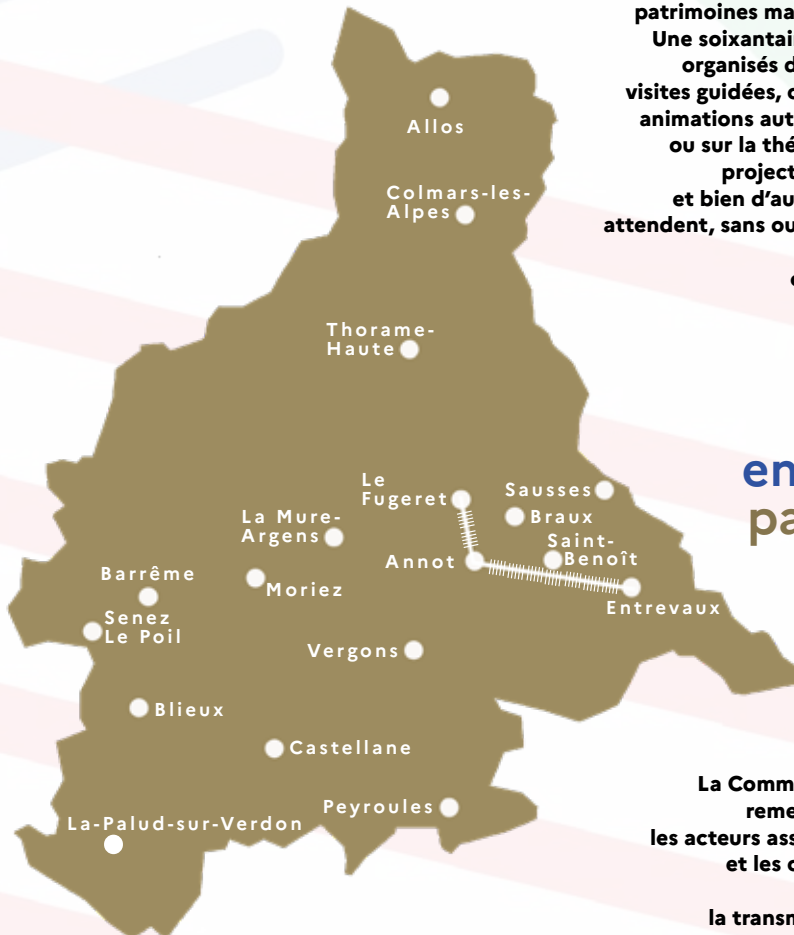 patrimoines ma
Une soixantai
organisés d
visites guidées, c
animations aut
ou sur la thé
project
et bien d’au
attendent, sans ou
Allos
Colmars-les-
Alpes
Thorame-
Haute
en
pa
Le
Fugeret
Sausses
La Mure-
Argens
Braux
Saint-
Benoît
Annot
Barrême
Moriez
Entrevaux
Senez
Le Poil
Vergons
Blieux
Castellane
Peyroules
La-Palud-sur-Verdon
La Comm
reme
les acteurs ass
et les c
la transn